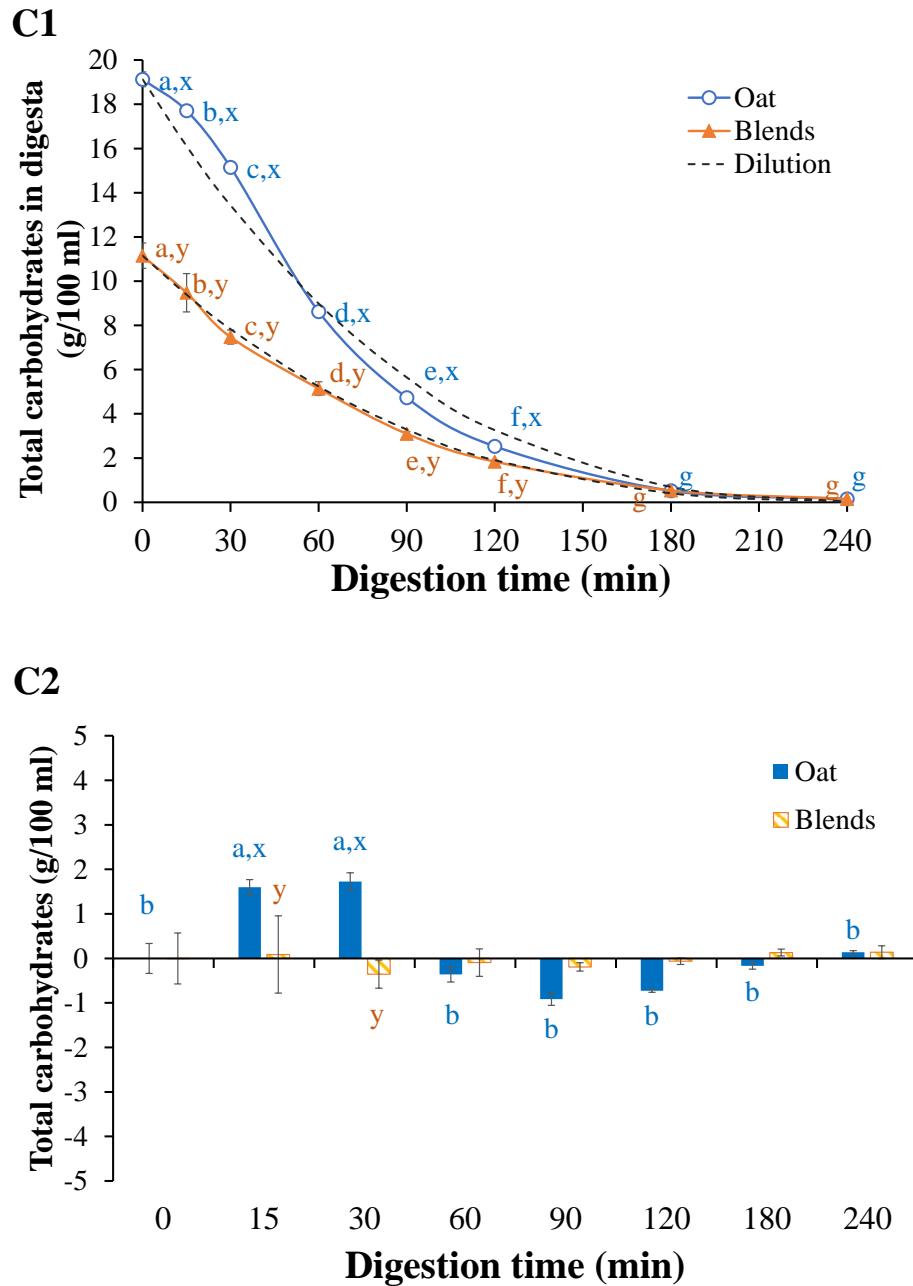 C1
Total carbohydrates in digesta
(g/100 ml)
20
18
16
14
12
10
8
6
4
2
0
a,x
b,x
c,x
d,x
e,x
f,x
g
g
a,y
b,y
c,y
d,y
e,y
f,y
g
g
Oat
Blends
Dilution
0 30 60 90 120 150 180 210 240
Digestion time (min)
C2
Total carbohydrates (g/100 ml)
5
4
3
2
1
0
-1
-2
-3
-4
-5
Oat
Blends
b
a,x
y
a,x
y
b
b
b
b
b
0 15 30 60 90 120 180 240
Digestion time (min)